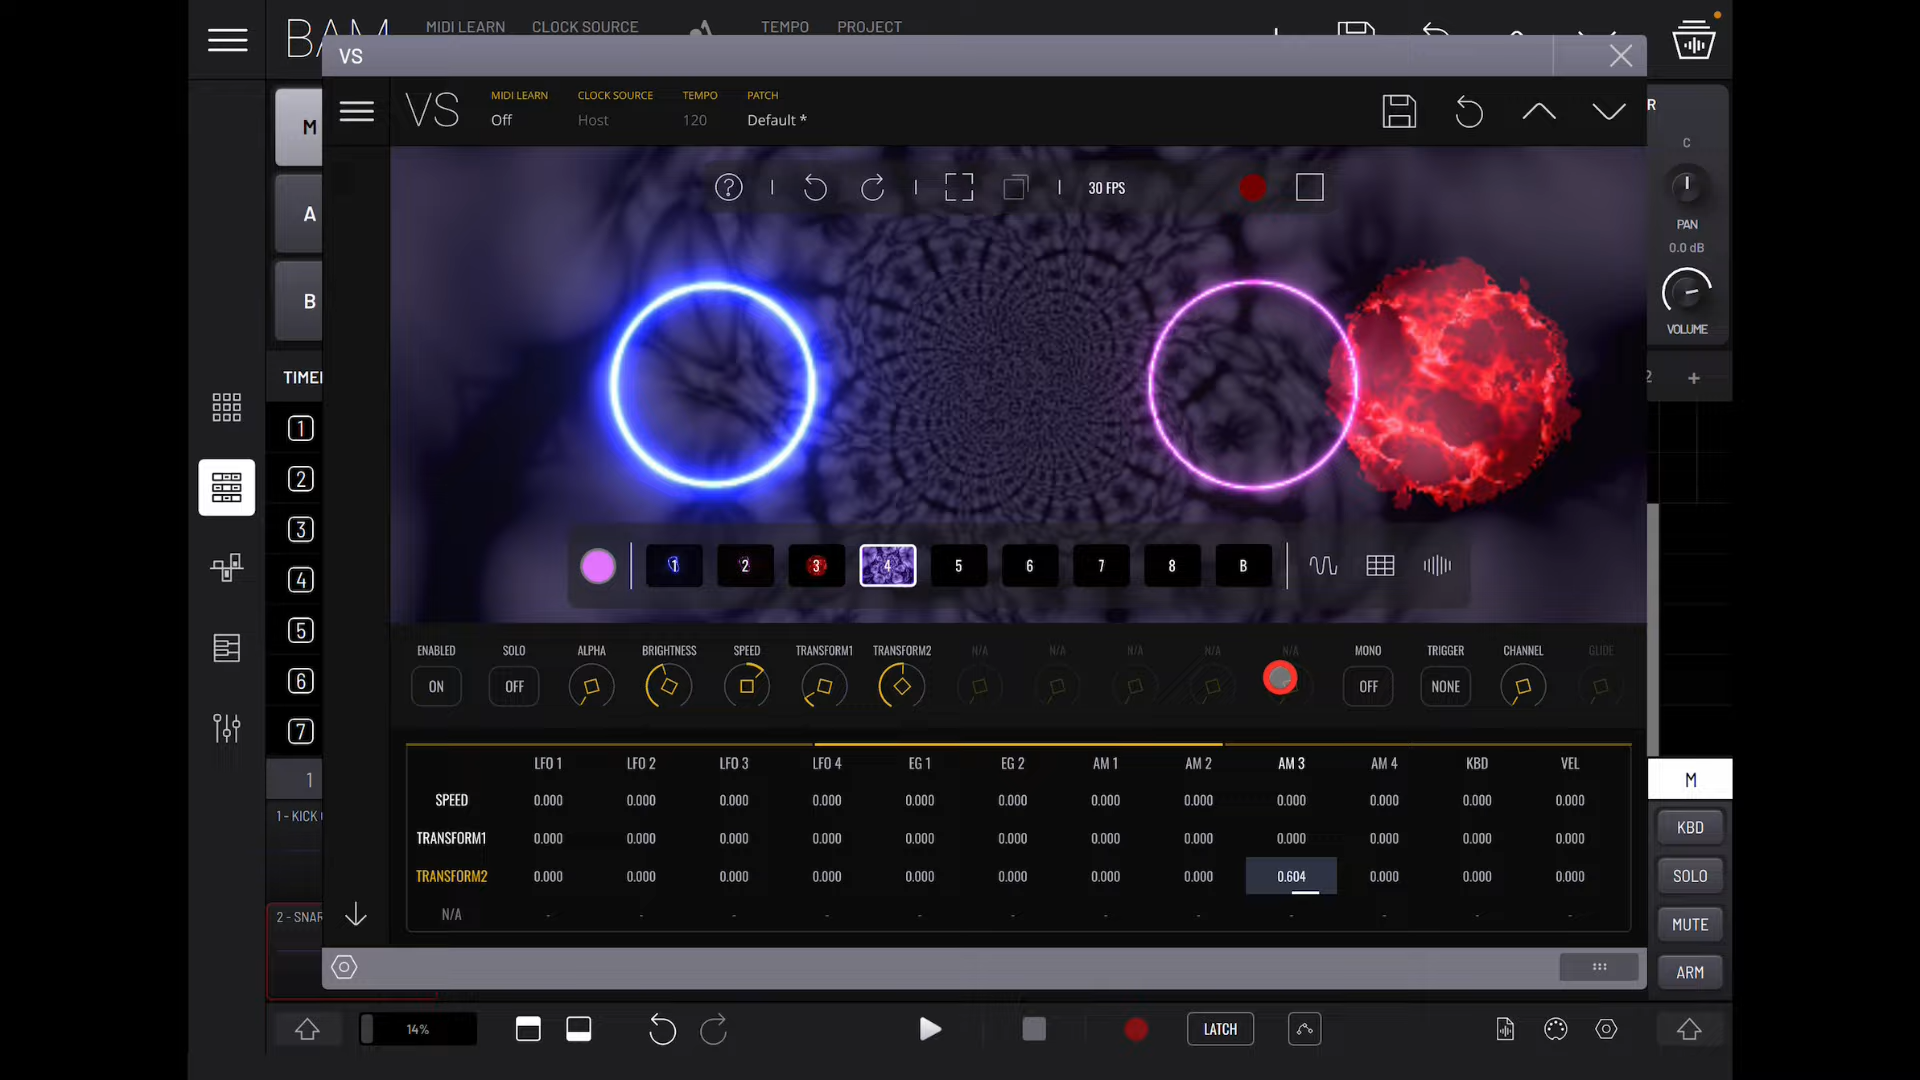 BAM MIDI LEARN CLOCK SOURCE TEMPO PROJECT
VS
VS MIDI LEARN CLOCK SOURCE TEMPO PATCH
Off Host 120 Default *
30 FPS
M
A
B
R
C
PAN
0.0 dB
VOLUME
2 +
1 2 3 4 5 6 7 8 B
TIMEI
1
2
3
4
5
6
7
1
1 - KICK
2 - SNAR
ENABLED SOLO ALPHA BRIGHTNESS SPEED TRANSFORM1 TRANSFORM2 N/A N/A N/A N/A N/A MONO TRIGGER CHANNEL GLIDE
ON OFF OFF NONE
LFO 1 LFO 2 LFO 3 LFO 4 EG 1 EG 2 AM 1 AM 2 AM 3 AM 4 KBD VEL
SPEED 0.000 0.000 0.000 0.000 0.000 0.000 0.000 0.000 0.000 0.000 0.000 0.000
TRANSFORM1 0.000 0.000 0.000 0.000 0.000 0.000 0.000 0.000 0.000 0.000 0.000 0.000
TRANSFORM2 0.000 0.000 0.000 0.000 0.000 0.000 0.000 0.000 0.604 0.000 0.000 0.000
N/A - - - - - - - - - - - -
M
KBD
SOLO
MUTE
ARM
14% LATCH